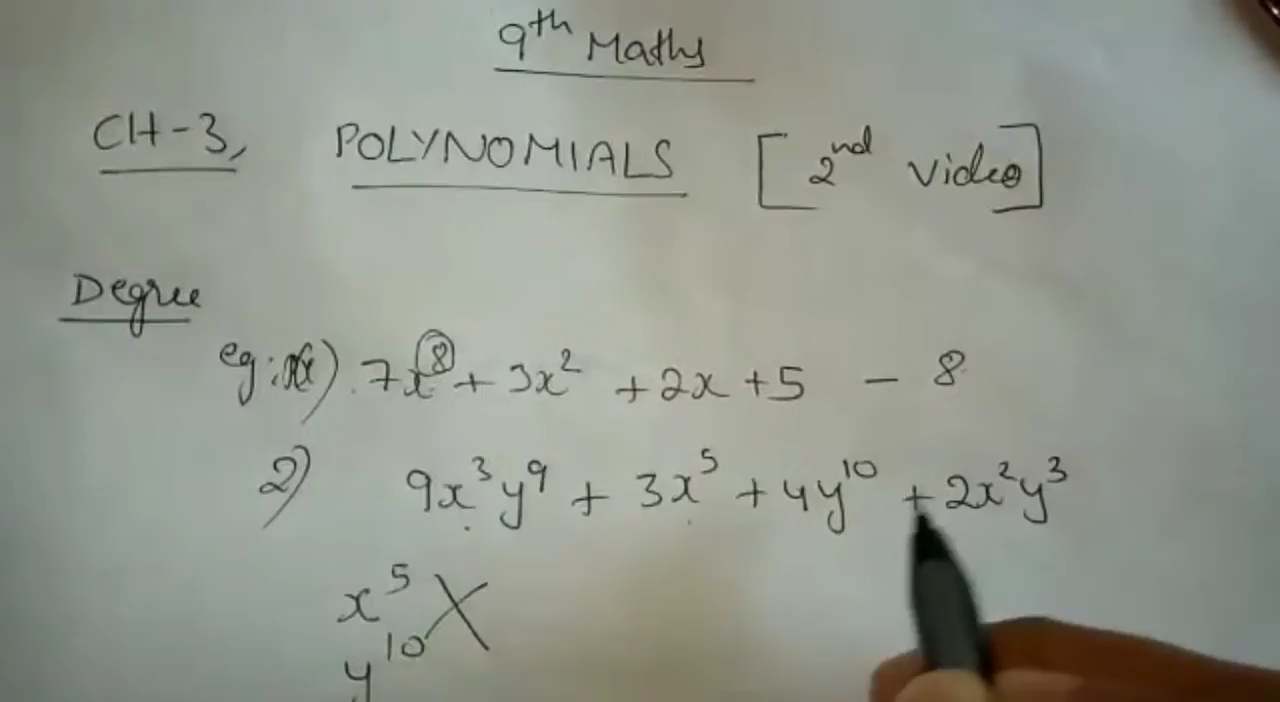 9th Maths
CH-3, POLYNOMIALS [2nd video]
Degree
eg: ) 7x⁸ + 3x² + 2x + 5 – 8
2) 9x³y⁹ + 3x⁵ + 4y¹⁰ + 2x²y³
x⁵ X
y¹⁰